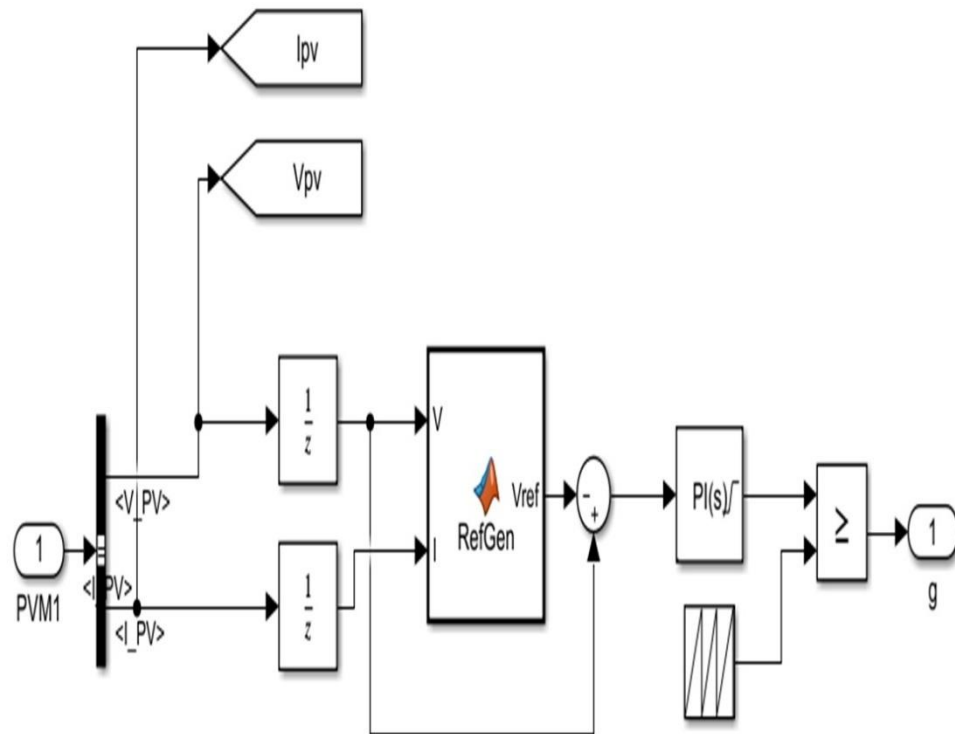 Ipv
Vpv
1
z
V
<V_PV>
Vref
RefGen
PI(s)
≥
1
PVM1
I
1
z
<I_PV>
<I_PV>
1
g
-
+